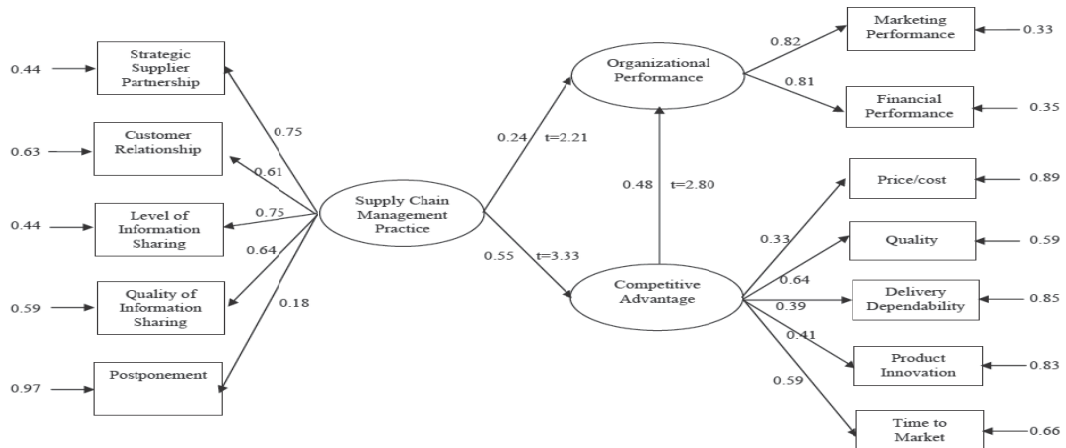 Strategic
Supplier
Partnership
0.44
Customer
Relationship
0.63
Level of
Information
Sharing
0.44
Quality of
Information
Sharing
0.59
Postponement
0.97
0.75
0.61
0.75
0.64
0.18
Supply Chain
Management
Practice
0.24 t=2.21
0.55 t=3.33
Organizational
Performance
0.48 t=2.80
Competitive
Advantage
0.82
0.81
Marketing
Performance
0.33
Financial
Performance
0.35
0.33
0.64
0.39
0.41
0.59
Price/cost
0.89
Quality
0.59
Delivery
Dependability
0.85
Product
Innovation
0.83
Time to
Market
0.66